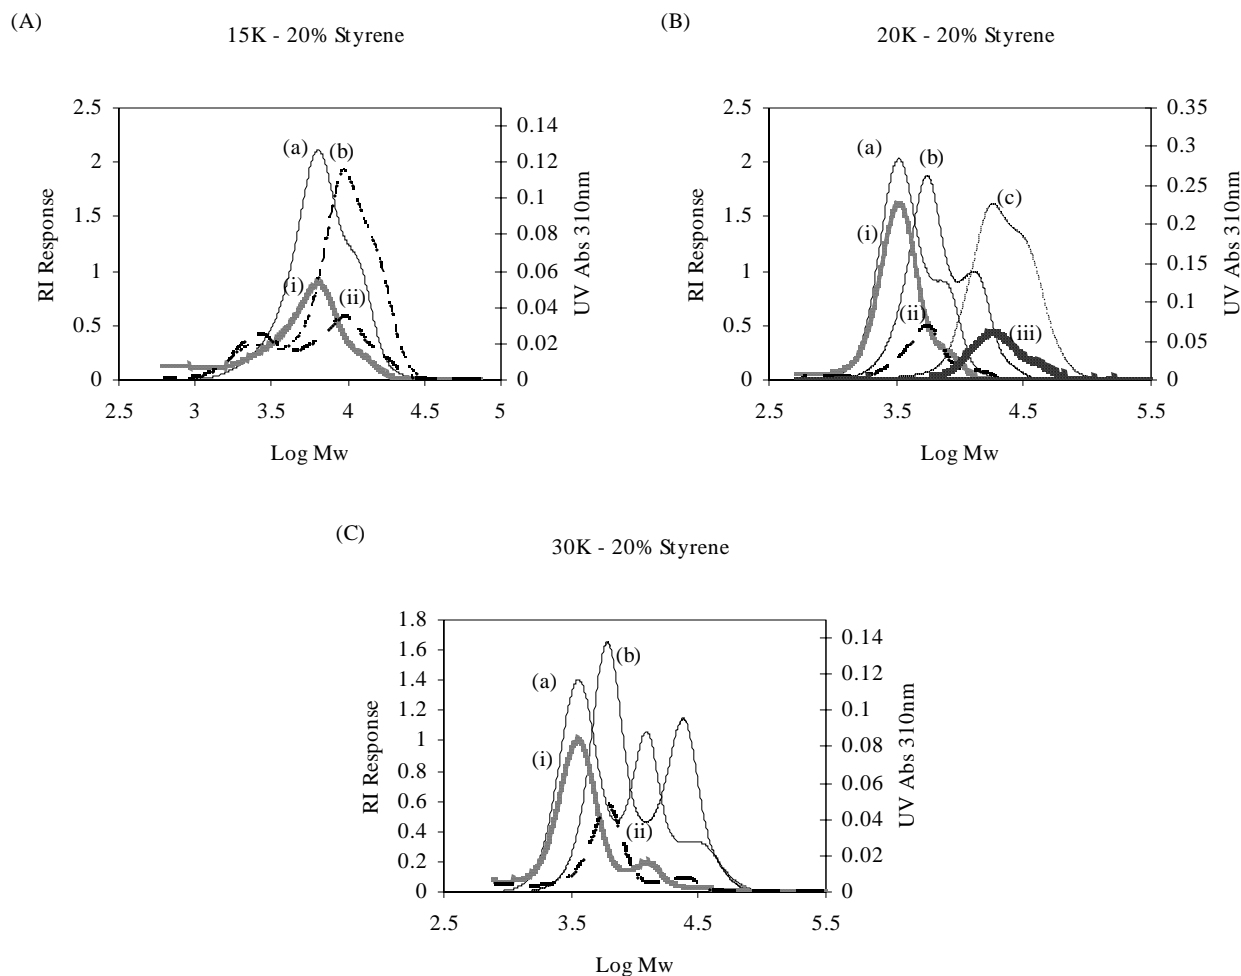 (A)
15K - 20% Styrene
2.5
2
1.5
1
0.5
0
RI Response
0.14
0.12
0.1
0.08
0.06
0.04
0.02
0
UV Abs 310nm
(a)
(b)
(i)
(ii)
2.5 3 3.5 4 4.5 5
Log Mw
(B)
20K - 20% Styrene
2.5
2
1.5
1
0.5
0
RI Response
0.35
0.3
0.25
0.2
0.15
0.1
0.05
0
UV Abs 310nm
(a)
(b)
(c)
(i)
(ii)
(iii)
2.5 3.5 4.5 5.5
Log Mw
(C)
30K - 20% Styrene
1.8
1.6
1.4
1.2
1
0.8
0.6
0.4
0.2
0
RI Response
0.14
0.12
0.1
0.08
0.06
0.04
0.02
0
UV Abs 310nm
(b)
(a)
(i)
(ii)
2.5 3.5 4.5 5.5
Log Mw